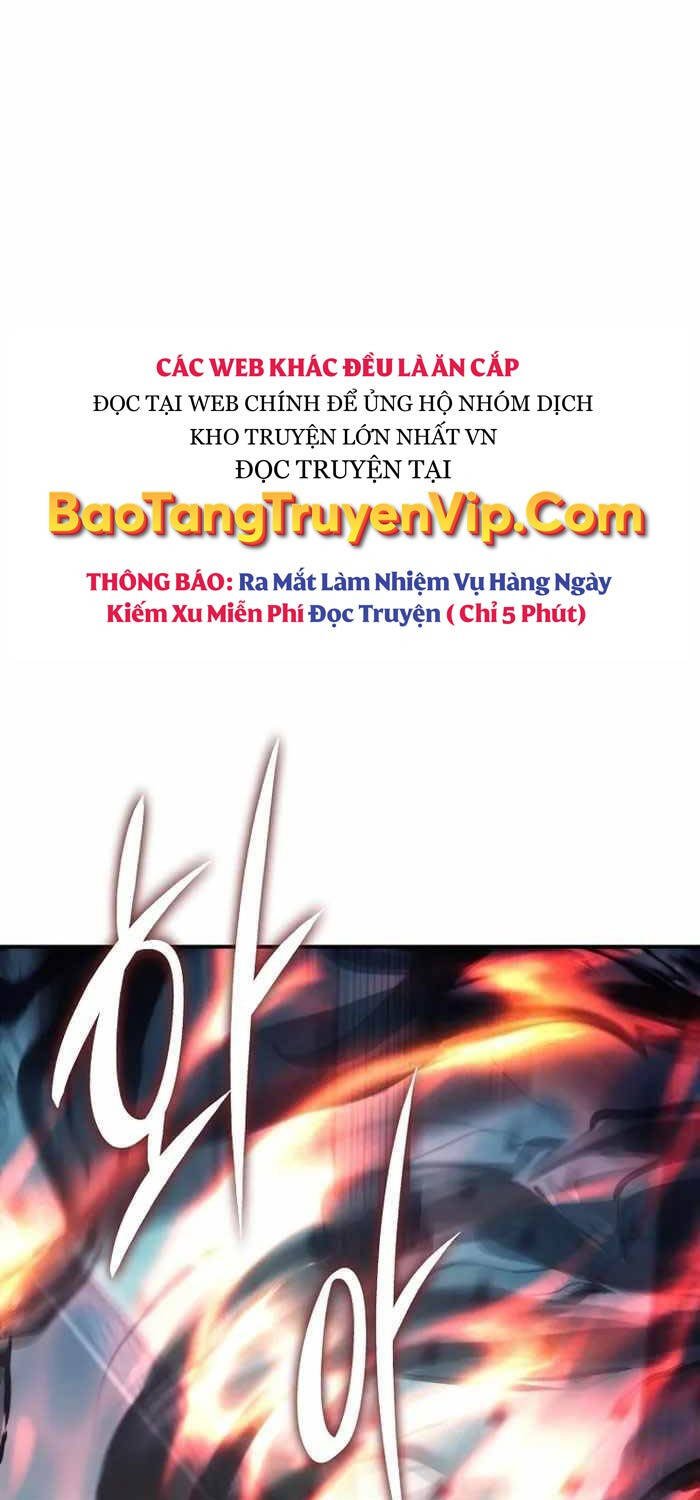 CÁC WEB KHÁC ĐỀU LÀ ĂN CẮP
ĐỌC TẠI WEB CHÍNH ĐỂ ỦNG HỘ NHÓM DỊCH
KHO TRUYỆN LỚN NHẤT VN
ĐỌC TRUYỆN TẠI
BaoTangTruyenVip.Com
THÔNG BÁO: Ra Mắt Làm Nhiệm Vụ Hàng Ngày
Kiếm Xu Miễn Phí Đọc Truyện ( Chỉ 5 Phút)
화
아